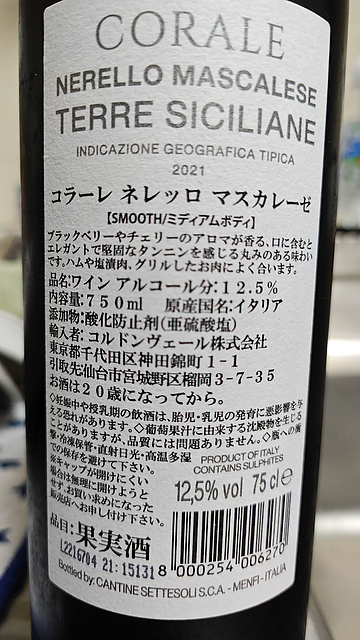 CORALE
NERELLO MASCALESE
TERRE SICILIANE
INDICAZIONE GEOGRAFICA TIPICA
2021
コラーレ ネレッロ マスカレーゼ
【SMOOTH/ミディアムボディ】
ブラックベリーやチェリーのアロマが香る、口に含むと
エレガントで堅固なタンニンを感じる丸みのある味わい
です。ハムや塩漬肉、グリルしたお肉によく合います。
品名:ワイン アルコール分:12.5%
内容量:750ml 原産国名:イタリア
添加物:酸化防止剤(亜硫酸塩)
輸入者:コルドンヴェール株式会社
東京都千代田区神田錦町1-1
引取先:仙台市宮城野区榴岡3-7-35
お酒は20歳になってから。
◇妊娠中や授乳期の飲酒は、胎児・乳児の発育に悪影響を与
える恐れがあります。◇葡萄果汁に由来する沈殿物を生じる
ことがありますが、品質には問題ありません。◇瓶への衝
撃・冷凍保管・直射日光・高温多湿
での保存を避けて下さい。
※キャップが開けにくい
場合は無理に開けようと
せず、お買い求めになった
販売店へお申し付け下さい。
PRODUCT OF ITALY
CONTAINS SULPHITES
12,5% vol 75 cl e
品目:果実酒
L2216704 21:15131
8 000254 006270
Bottled by: CANTINE SETTESOLI S.C.A. - MENFI - ITALIA